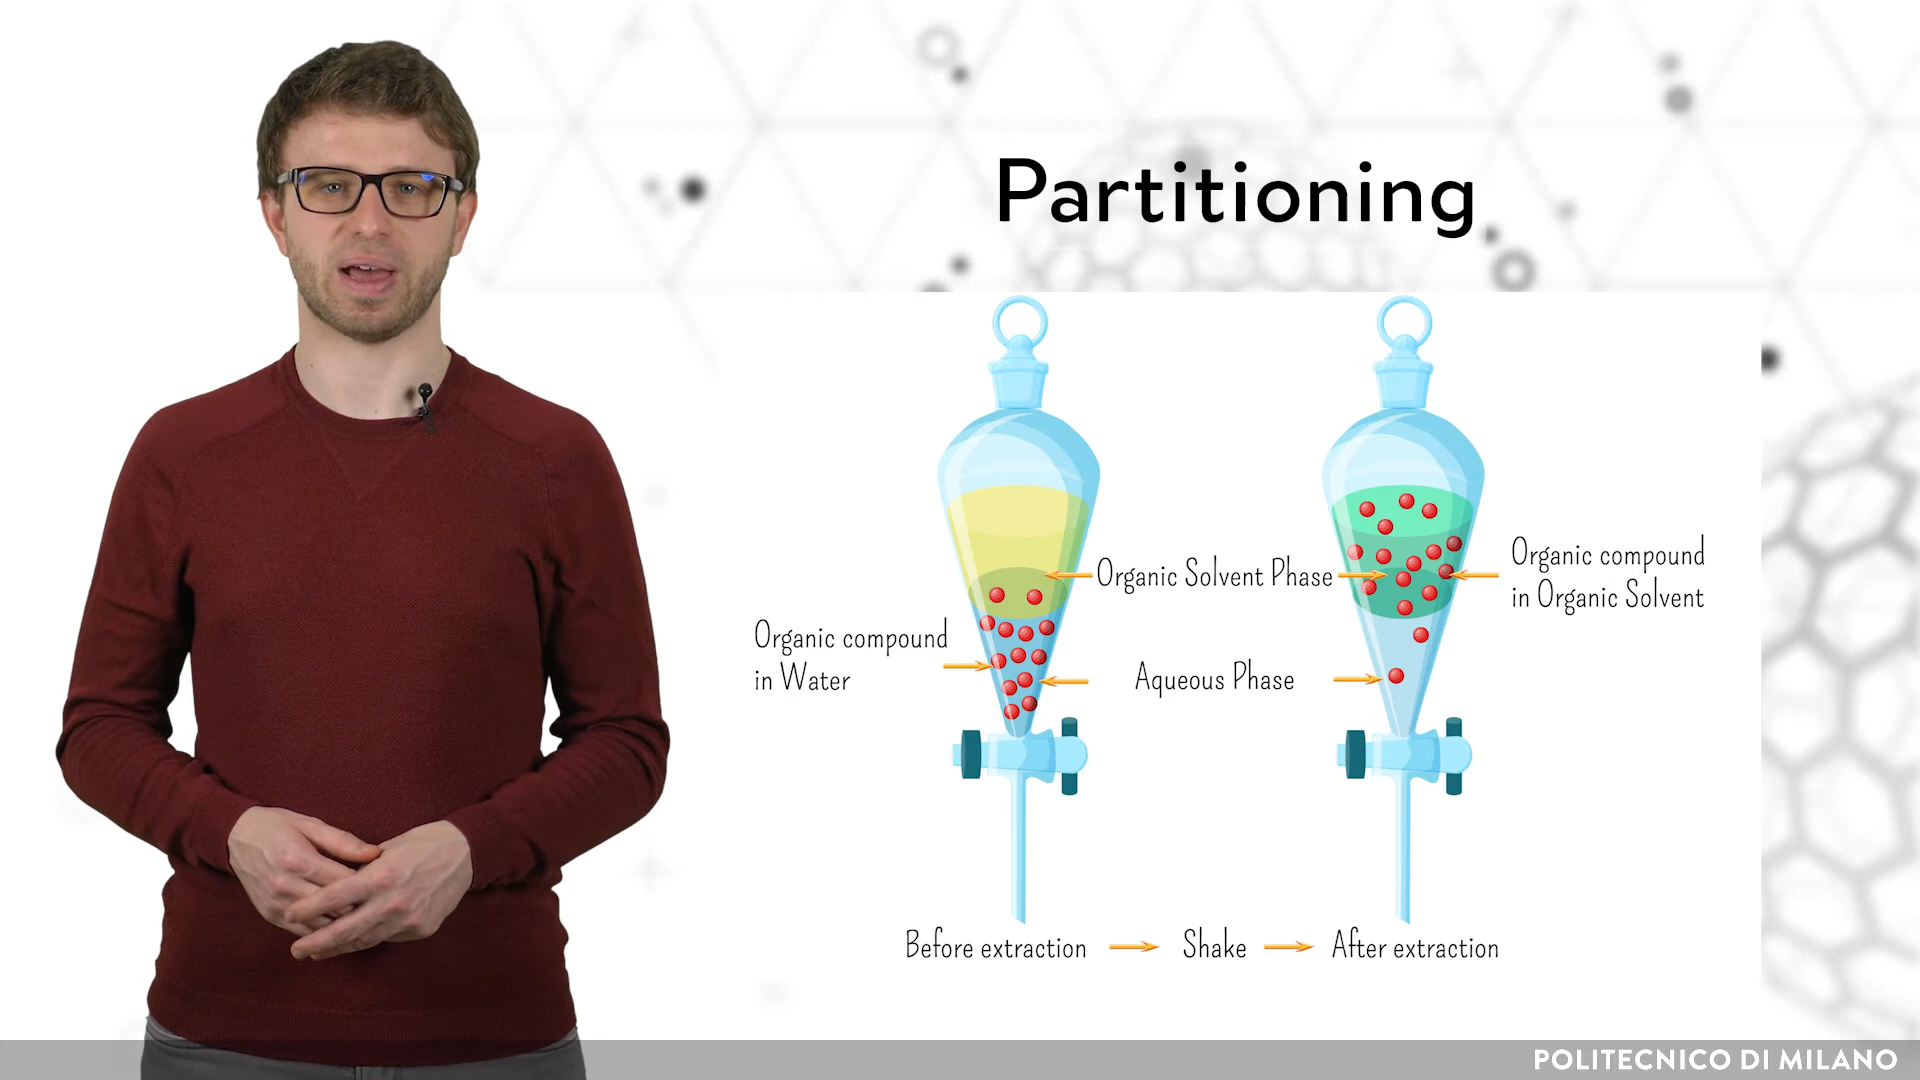 Partitioning
Organic Solvent Phase
Organic compound
in Organic Solvent
Organic compound
in Water
Aqueous Phase
Before extraction
Shake
After extraction
POLITECNICO DI MILANO